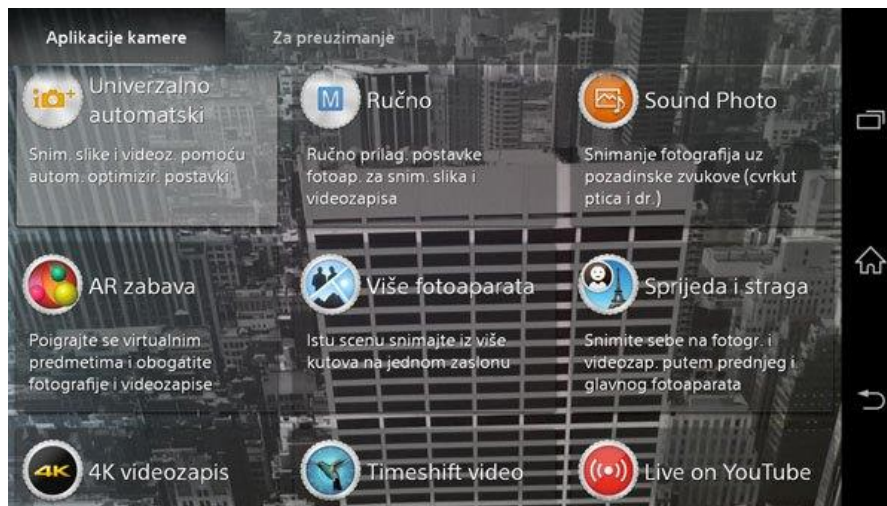 Aplikacije kamere
Za preuzimanje
i+
Univerzalno
automatski
Snim. slike i videoz. pomoću
autom. optimizir. postavki
M
Ručno
Ručno prilag. postavke
fotoap. za snim. slika i
videozapisa
Sound Photo
Snimanje fotografija uz
pozadinske zvukove (cvrkut
ptica i dr.)
AR zabava
Poigrajte se virtualnim
predmetima i obogatite
fotografije i videozapise
Više fotoaparata
Istu scenu snimajte iz više
kutova na jednom zaslonu
Sprijeda i straga
Snimite sebe na fotogr. i
videozap. putem prednjeg i
glavnog fotoaparata
4K
4K videozapis
Timeshift video
Live on YouTube